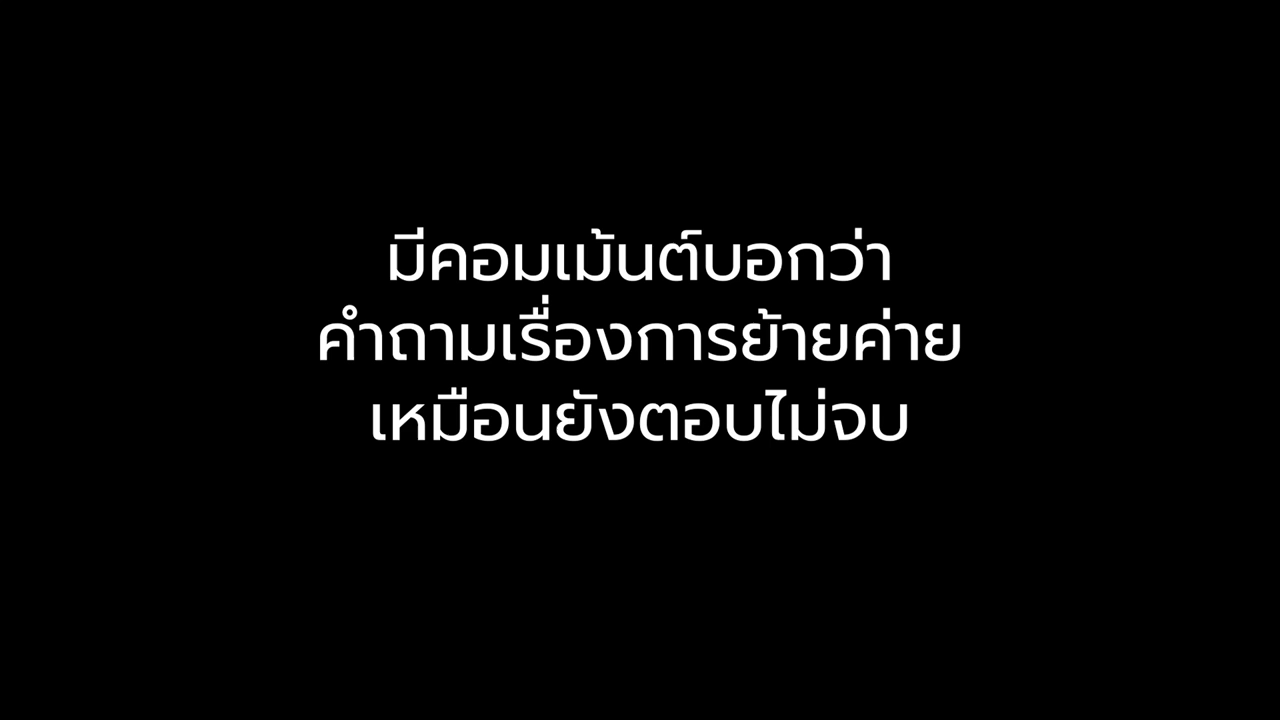 มีคอมเม้นต์บอกว่า
คำถามเรื่องการย้ายค่าย
เหมือนยังตอบไม่จบ